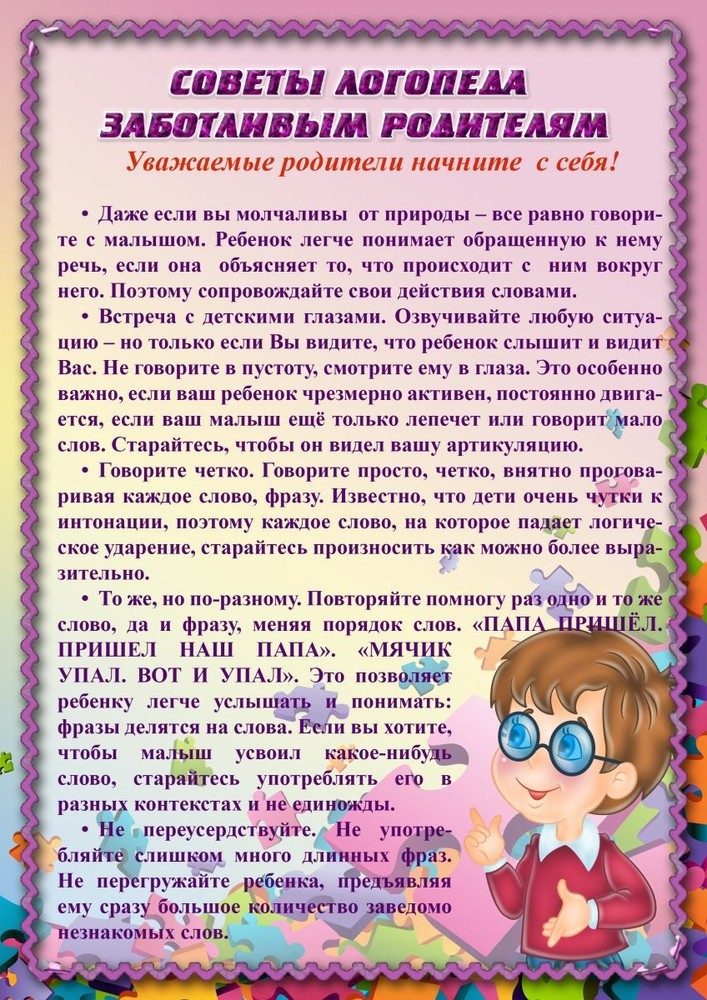 СОВЕТЫ ЛОГОПЕДА
ЗАБОТЛИВЫМ РОДИТЕЛЯМ
Уважаемые родители начните с себя!
• Даже если вы молчаливы от природы – все равно говори-
те с малышом. Ребенок легче понимает обращенную к нему
речь, если она объясняет то, что происходит с ним вокруг
него. Поэтому сопровождайте свои действия словами.
• Встреча с детскими глазами. Озвучивайте любую ситуа-
цию – но только если Вы видите, что ребенок слышит и видит
Вас. Не говорите в пустоту, смотрите ему в глаза. Это особенно
важно, если ваш ребенок чрезмерно активен, постоянно двига-
ется, если ваш малыш ещё только лепечет или говорит мало
слов. Старайтесь, чтобы он видел вашу артикуляцию.
• Говорите четко. Говорите просто, четко, внятно прогова-
ривая каждое слово, фразу. Известно, что дети очень чутки к
интонации, поэтому каждое слово, на которое падает логиче-
ское ударение, старайтесь произносить как можно более выра-
зительно.
• То же, но по-разному. Повторяйте помногу раз одно и то же
слово, да и фразу, меняя порядок слов. «ПАПА ПРИШЁЛ.
ПРИШЕЛ НАШ ПАПА». «МЯЧИК
УПАЛ. ВОТ И УПАЛ». Это позволяет
ребенку легче услышать и понимать:
фразы делятся на слова. Если вы хотите,
чтобы малыш усвоил какое-нибудь
слово, старайтесь употреблять его в
разных контекстах и не единожды.
• Не переусердствуйте. Не употре-
бляйте слишком много длинных фраз.
Не перегружайте ребенка, предъявляя
ему сразу большое количество заведомо
незнакомых слов.